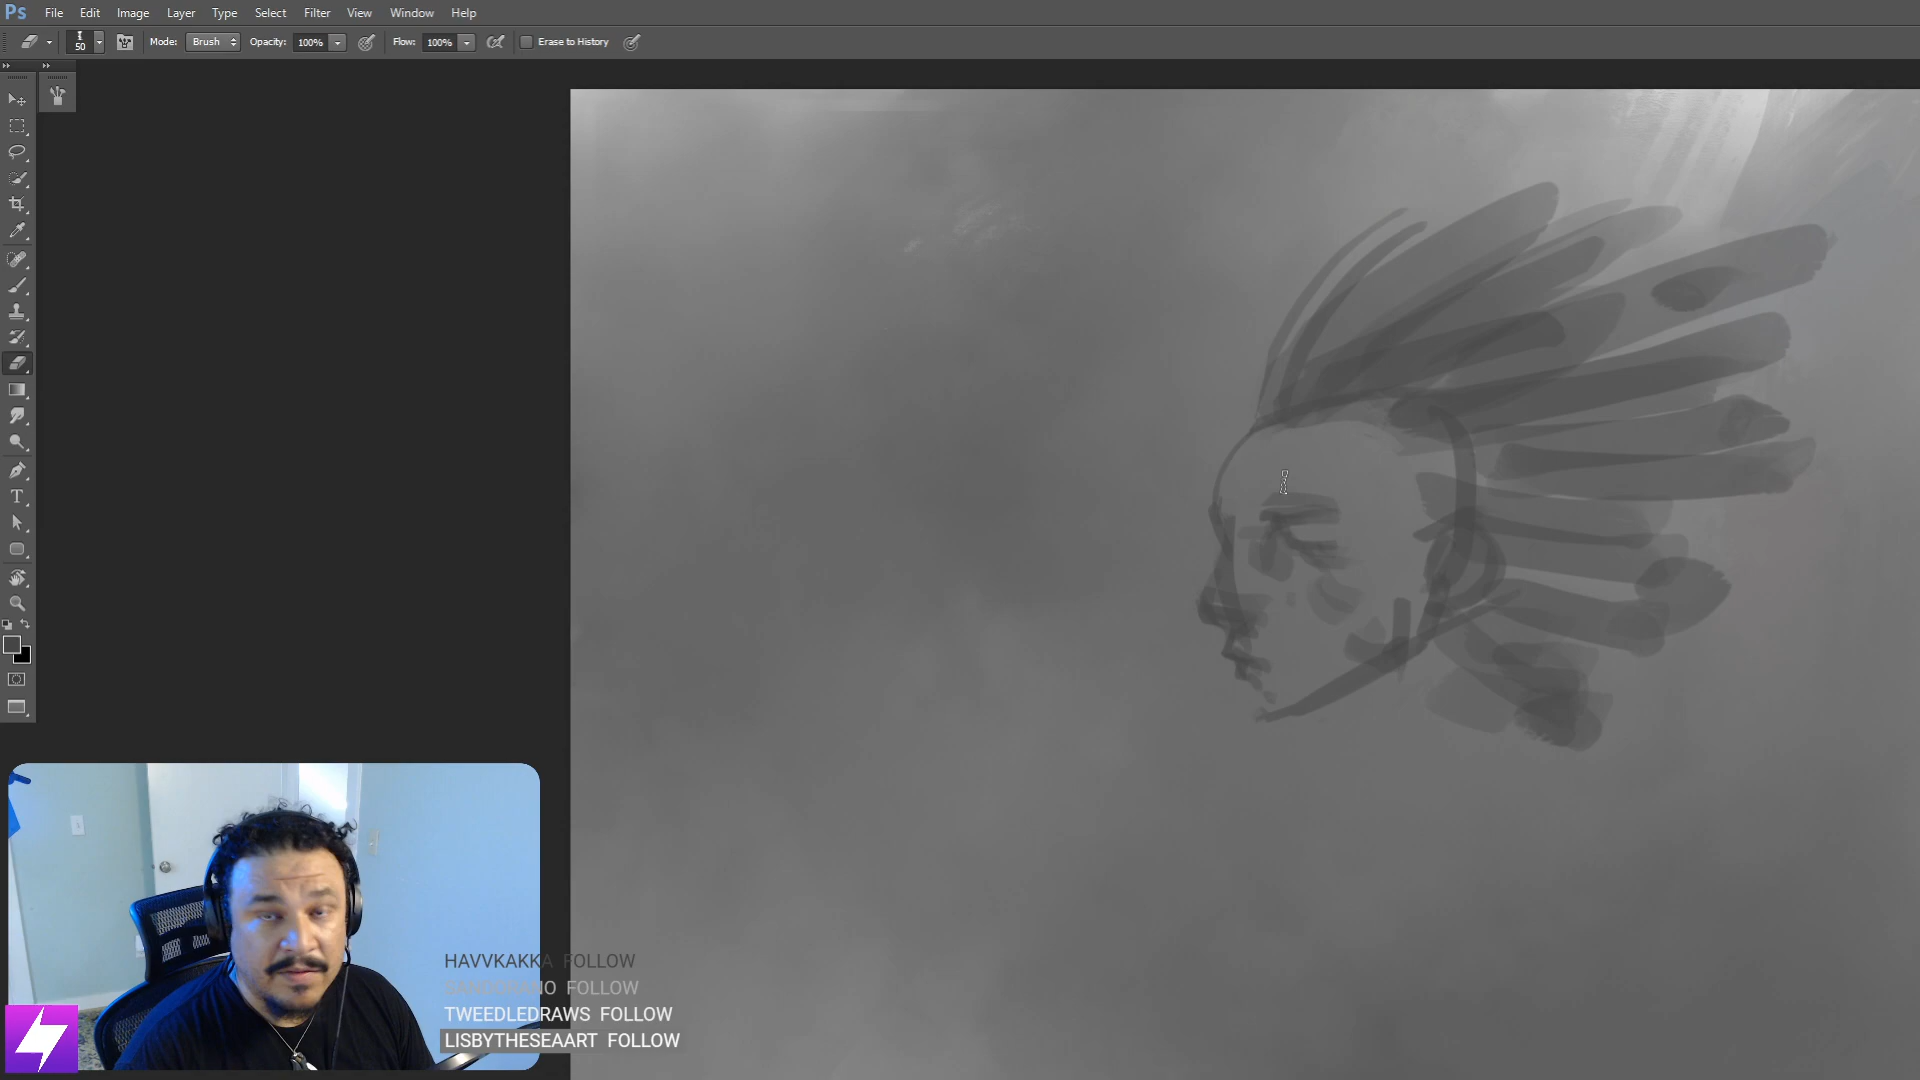 Ps File Edit Image Layer Type Select Filter View Window Help
50 Mode: Brush Opacity: 100% Flow: 100% Erase to History
T
HAVVKAKKA FOLLOW
FOLLOW
TWEEDLEDRAWS FOLLOW
LISBYTHESEAART FOLLOW